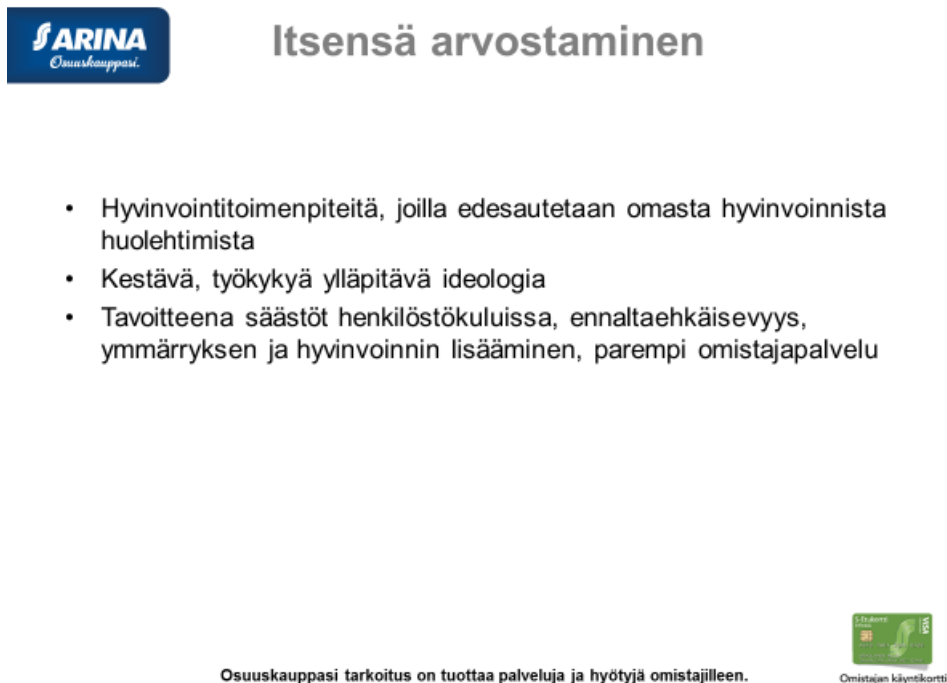 ARINA
Osuuskauppasi.
Itsensä arvostaminen
• Hyvinvointitoimenpiteitä, joilla edesautetaan omasta hyvinvoinnista
huolehtimista
• Kestävä, työkykyä ylläpitävä ideologia
• Tavoitteena säästöt henkilöstökuluissa, ennaltaehkäisevyys,
ymmärryksen ja hyvinvoinnin lisääminen, parempi omistajapalvelu
S-Etukortti
VISA
Osuuskauppasi tarkoitus on tuottaa palveluja ja hyötyjä omistajilleen.
Omistajan käyntikortti